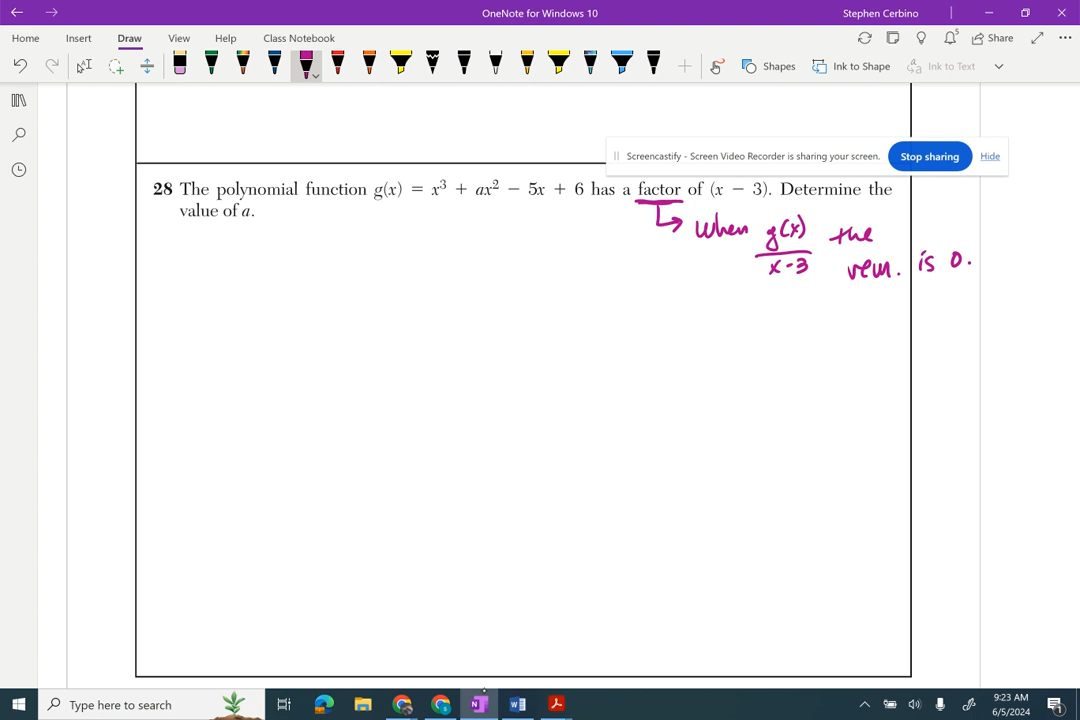 OneNote for Windows 10
Stephen Cerbino
Home Insert Draw View Help Class Notebook
5
Share
Shapes
Ink to Shape
Ink to Text
Screencastify - Screen Video Recorder is sharing your screen.
Stop sharing
Hide
28 The polynomial function g(x) = x³ + ax² − 5x + 6 has a factor of (x − 3). Determine the
value of a.
When g(x)/x-3 the
rem. is 0.
Type here to search
9:23 AM
6/5/2024
1